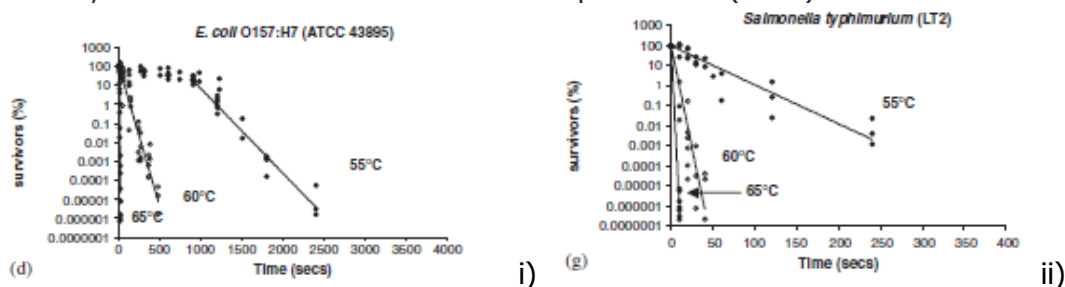 E. coli O157:H7 (ATCC 43895)
1000
100
10
1
0.1
0.01
0.001
0.0001
0.00001
0.000001
0.0000001
survivors (%)
55°C
60°C
65°C
0 500 1000 1500 2000 2500 3000 3500 4000
Time (secs)
(d)
i)
Salmonella typhimurium (LT2)
1000
100
10
1
0.1
0.01
0.001
0.0001
0.00001
0.000001
0.0000001
survivors (%)
55°C
60°C
65°C
0 50 100 150 200 250 300 350 400
Time (secs)
(g)
ii)